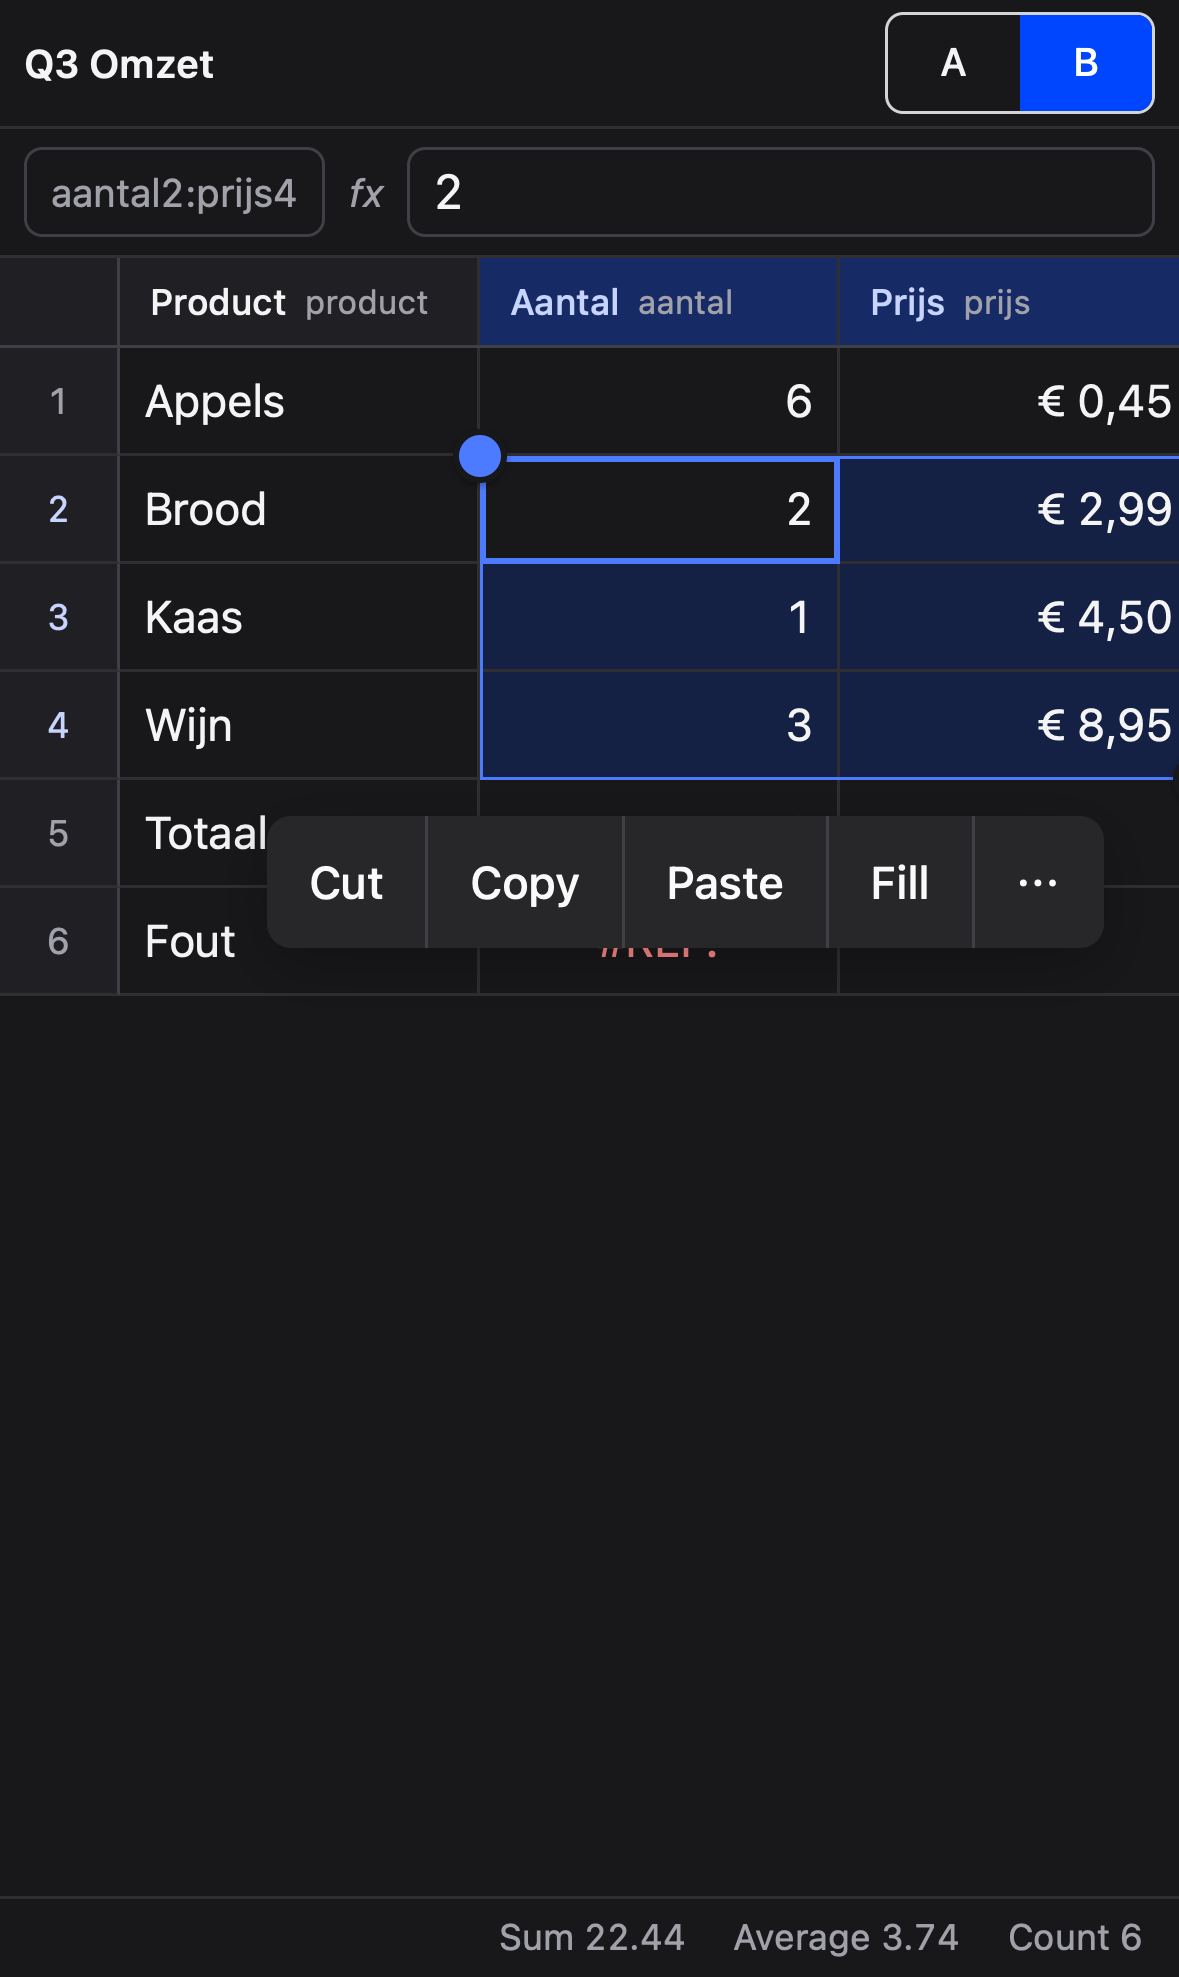 Q3 Omzet A B
aantal2:prijs4 fx 2
Product product Aantal aantal Prijs prijs
1 Appels 6 € 0,45
2 Brood 2 € 2,99
3 Kaas 1 € 4,50
4 Wijn 3 € 8,95
5 Totaal
Cut Copy Paste Fill ...
6 Fout
Sum 22.44 Average 3.74 Count 6